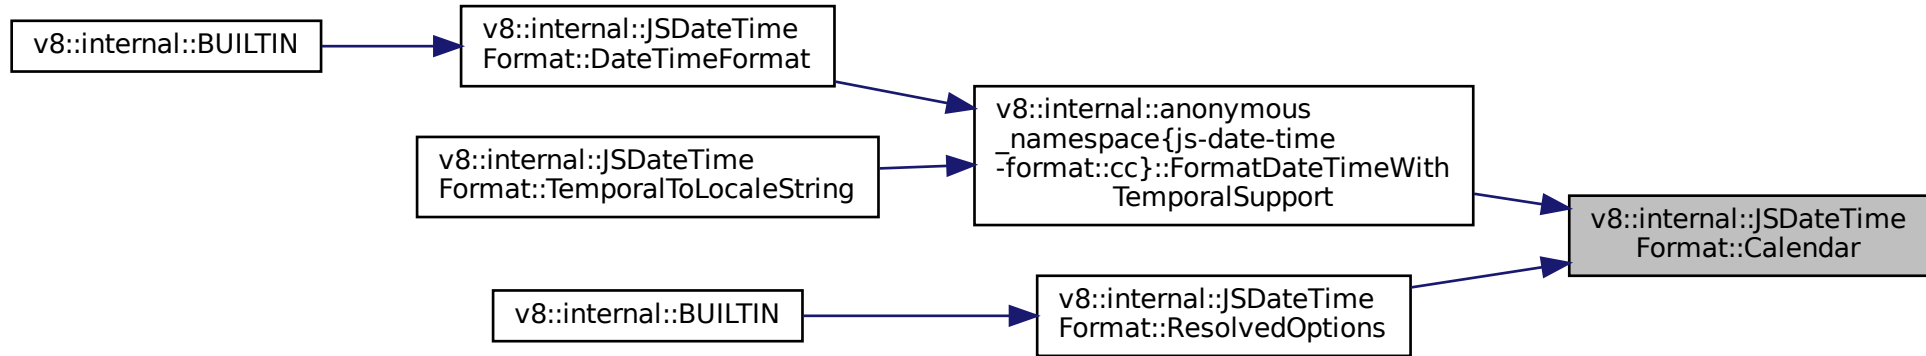 v8::internal::BUILTIN
v8::internal::JSDateTime
Format::DateTimeFormat
v8::internal::JSDateTime
Format::TemporalToLocaleString
v8::internal::anonymous
_namespace{js-date-time
-format::cc}::FormatDateTimeWith
TemporalSupport
v8::internal::JSDateTime
Format::Calendar
v8::internal::BUILTIN
v8::internal::JSDateTime
Format::ResolvedOptions